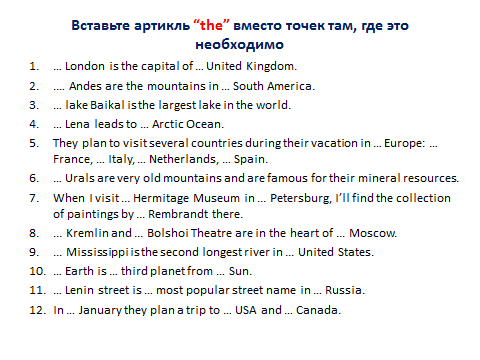 Вставьте артикль “the” вместо точек там, где это
необходимо
1. … London is the capital of … United Kingdom.
2. …. Andes are the mountains in … South America.
3. … lake Baikal is the largest lake in the world.
4. … Lena leads to … Arctic Ocean.
5. They plan to visit several countries during their vacation in … Europe: …
France, … Italy, … Netherlands, … Spain.
6. … Urals are very old mountains and are famous for their mineral resources.
7. When I visit … Hermitage Museum in … Petersburg, I’ll find the collection
of paintings by … Rembrandt there.
8. … Kremlin and … Bolshoi Theatre are in the heart of … Moscow.
9. … Mississippi is the second longest river in … United States.
10. … Earth is … third planet from … Sun.
11. … Lenin street is … most popular street name in … Russia.
12. In … January they plan a trip to … USA and … Canada.